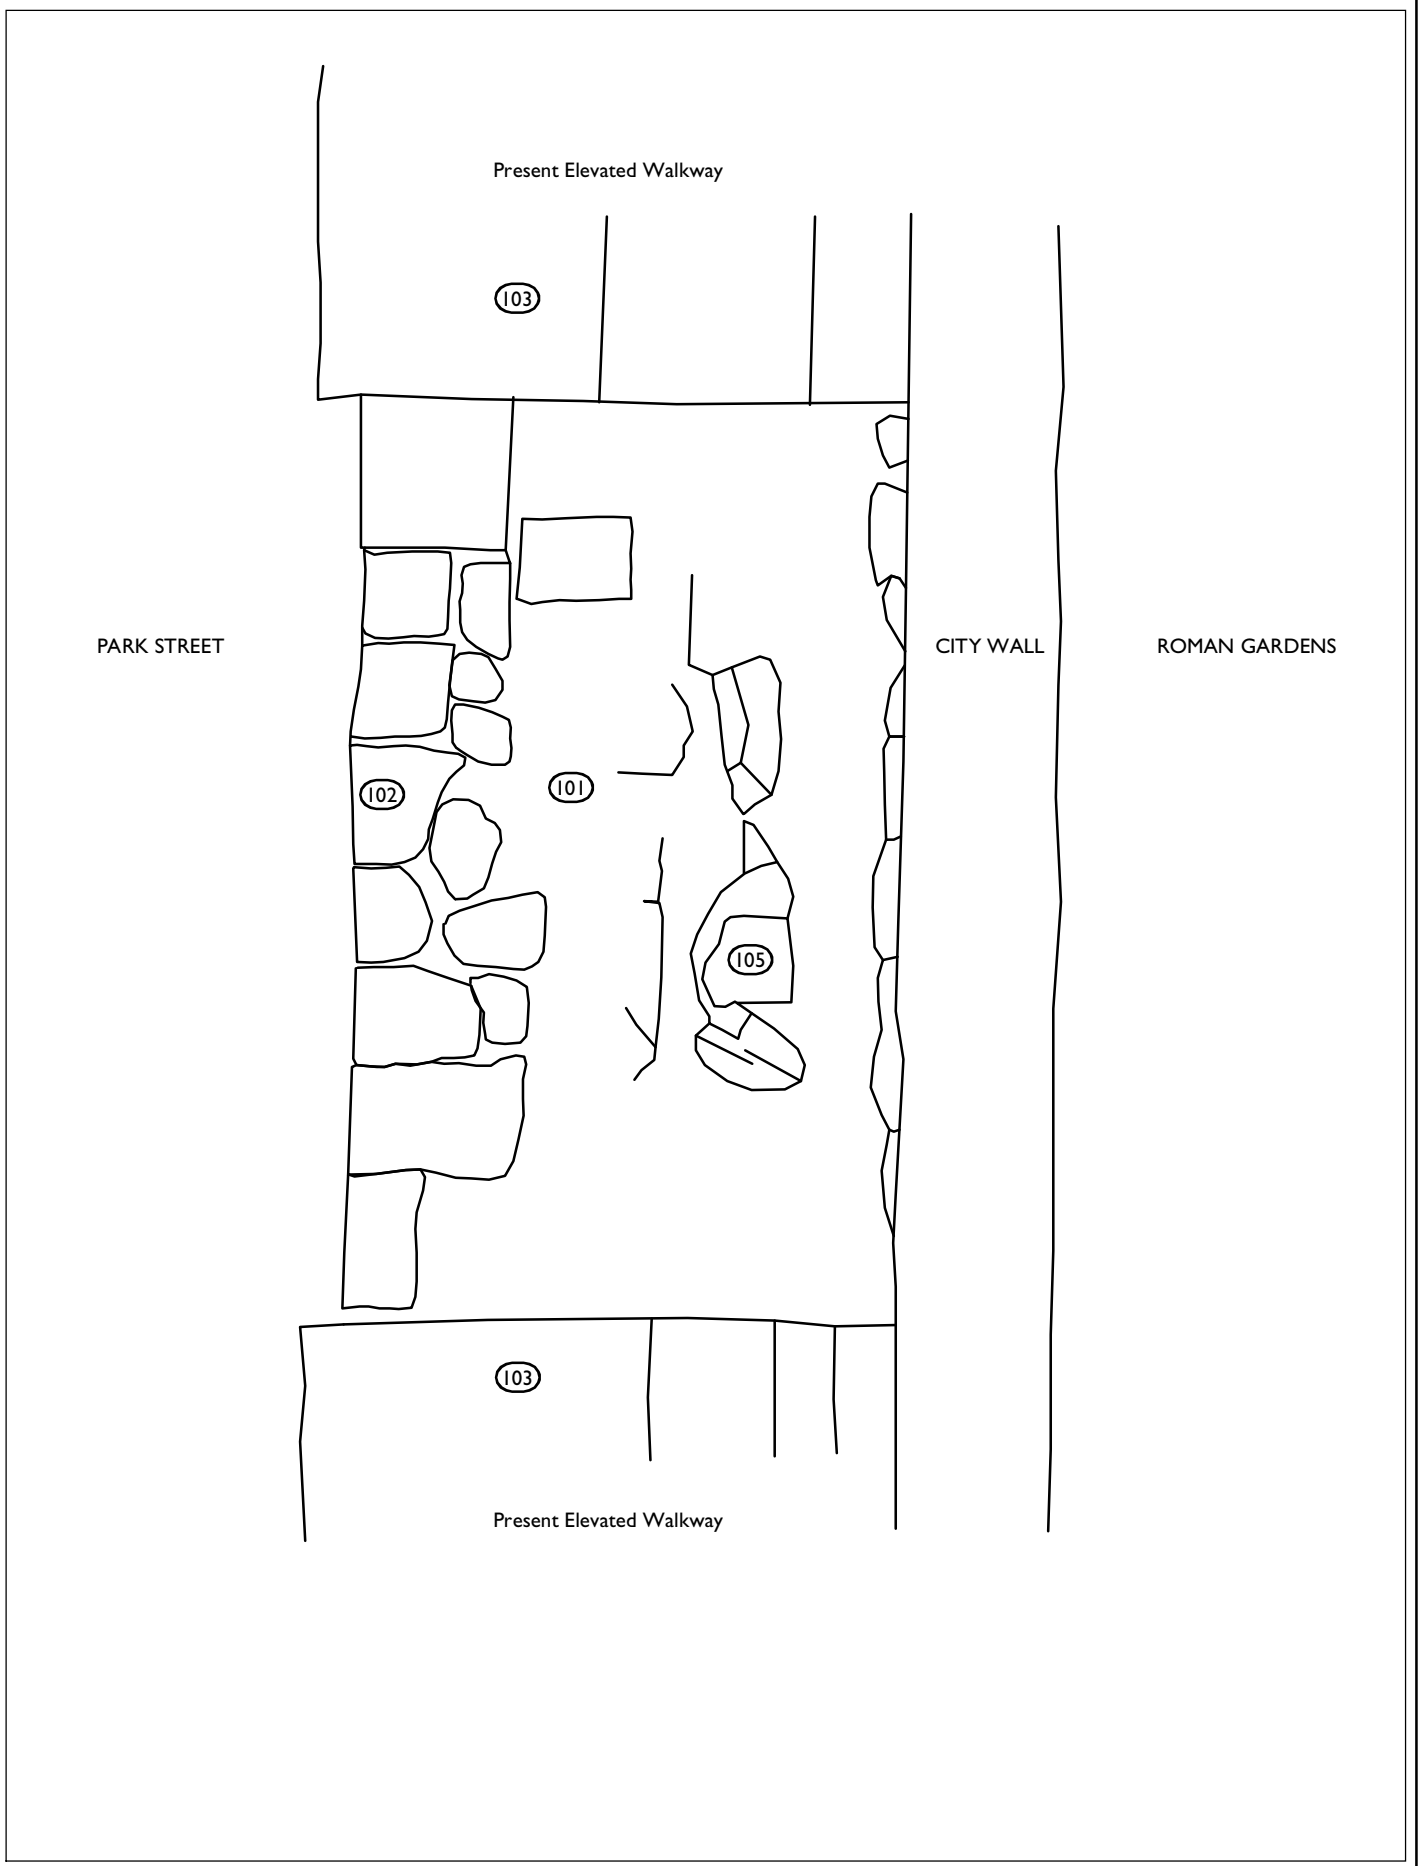 Present Elevated Walkway
103
PARK STREET
CITY WALL
ROMAN GARDENS
102
101
105
103
Present Elevated Walkway